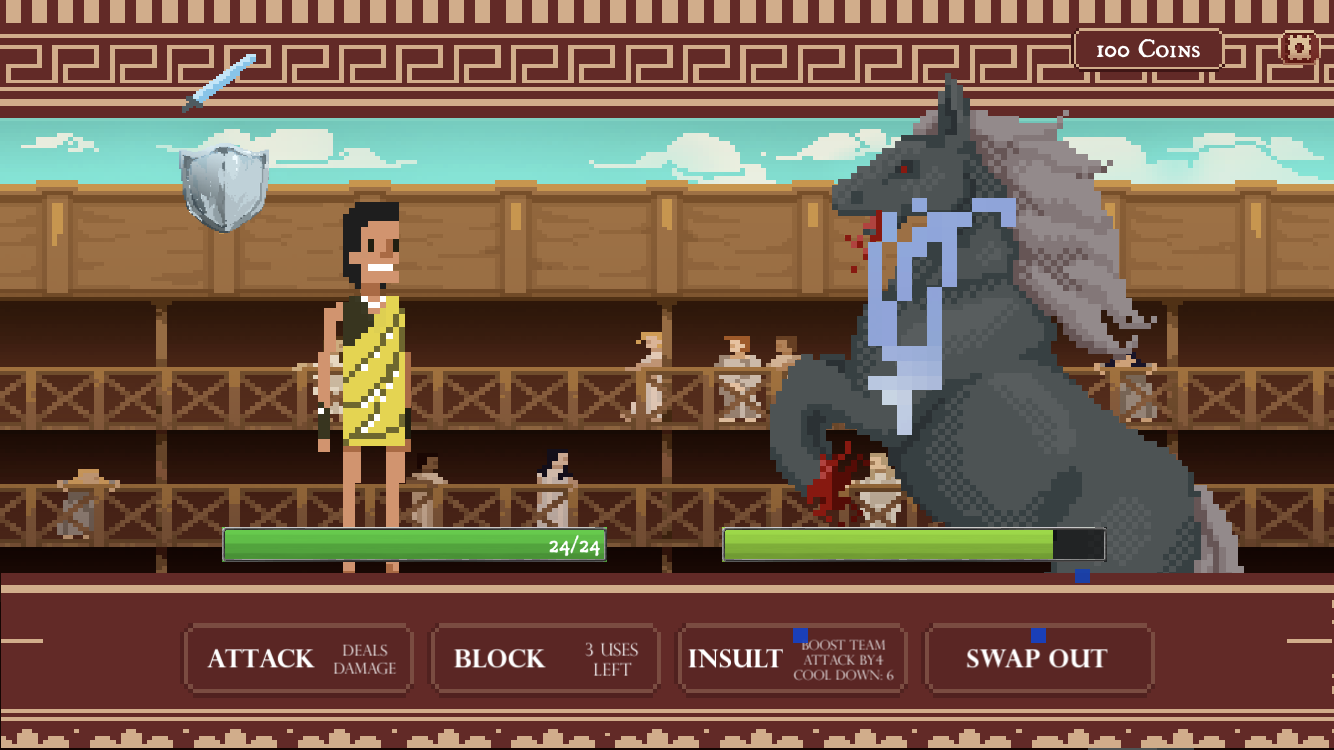 100 Coins
24/24
ATTACK
DEALS
DAMAGE
BLOCK
3 USES
LEFT
INSULT
BOOST TEAM
ATTACK BY4
COOL DOWN: 6
SWAP OUT